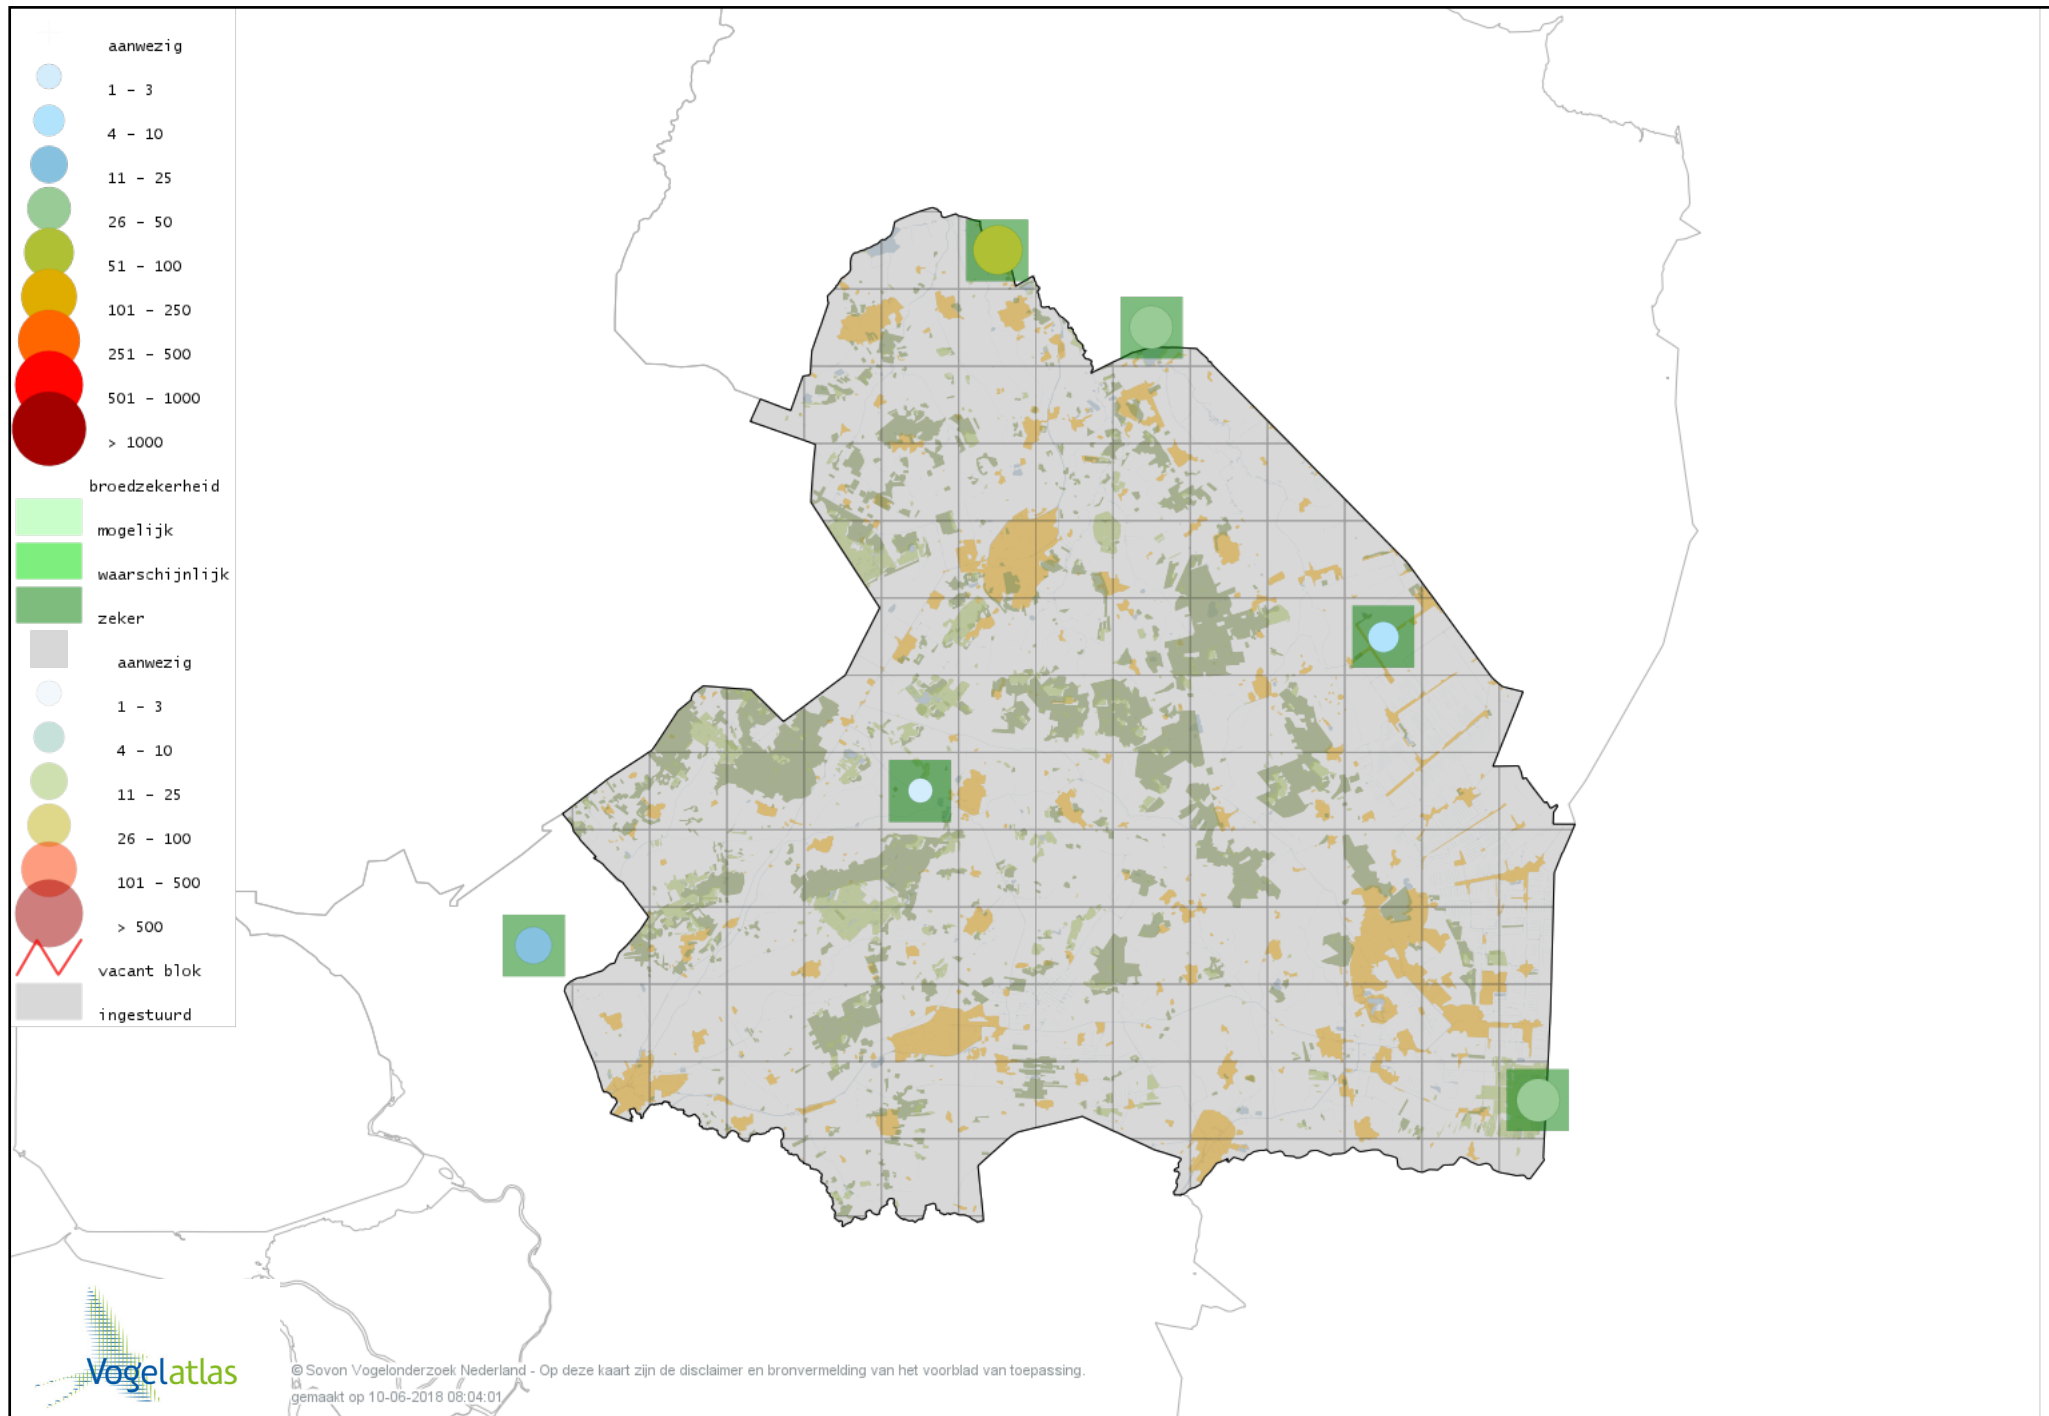 aanwezig
1 - 3
4 - 10
11 - 25
26 - 50
51 - 100
101 - 250
251 - 500
501 - 1000
> 1000
broedzekerheid
mogelijk
waarschijnlijk
zeker
aanwezig
1 - 3
4 - 10
11 - 25
26 - 100
101 - 500
> 500
vacant blok
ingestuurd
Vogelatlas
© Sovon Vogelonderzoek Nederland - Op deze kaart zijn de disclaimer en bronvermelding van het voorblad van toepassing.
gemaakt op 10-06-2018 08:04:01